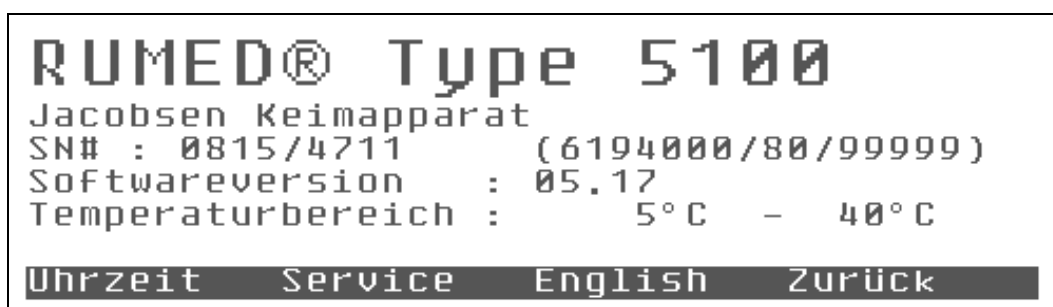 RUMED® Type 5100
Jacobsen Keimapparat
SN# : 0815/4711 (6194000/80/99999)
Softwareversion : 05.17
Temperaturbereich : 5°C – 40°C
Uhrzeit Service English Zurück